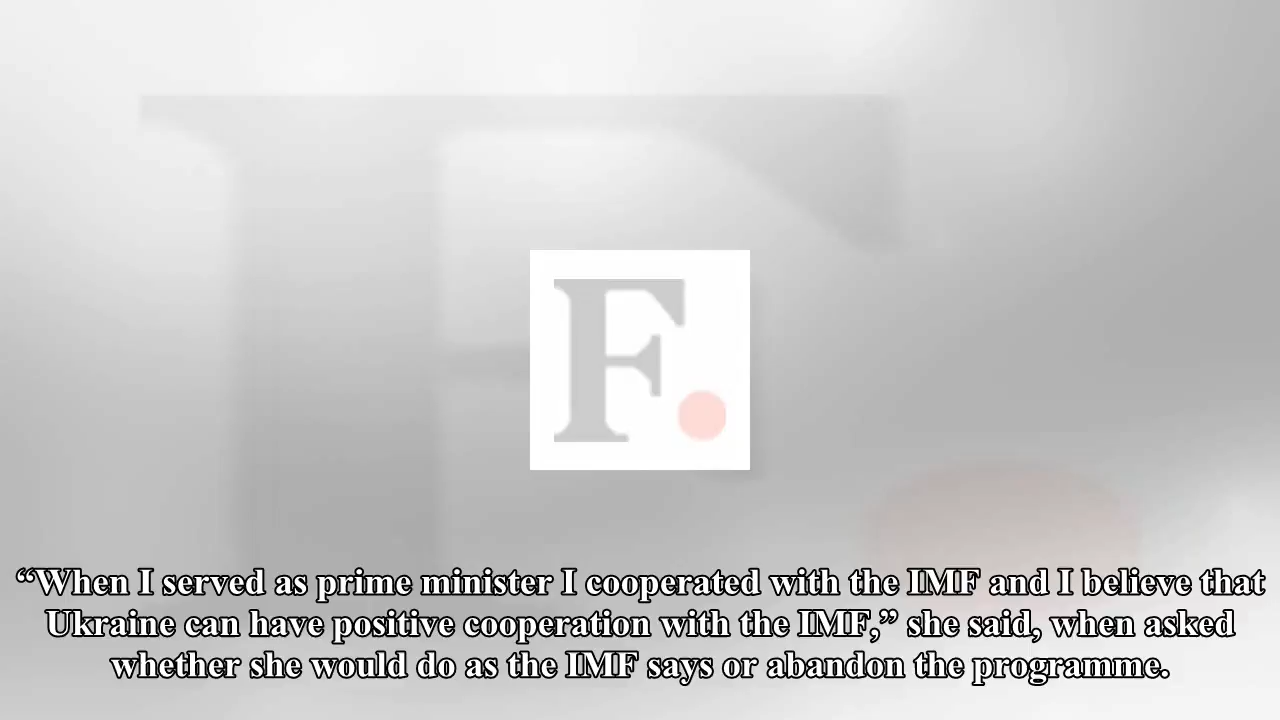 F.
“When I served as prime minister I cooperated with the IMF and I believe that
Ukraine can have positive cooperation with the IMF,” she said, when asked
whether she would do as the IMF says or abandon the programme.